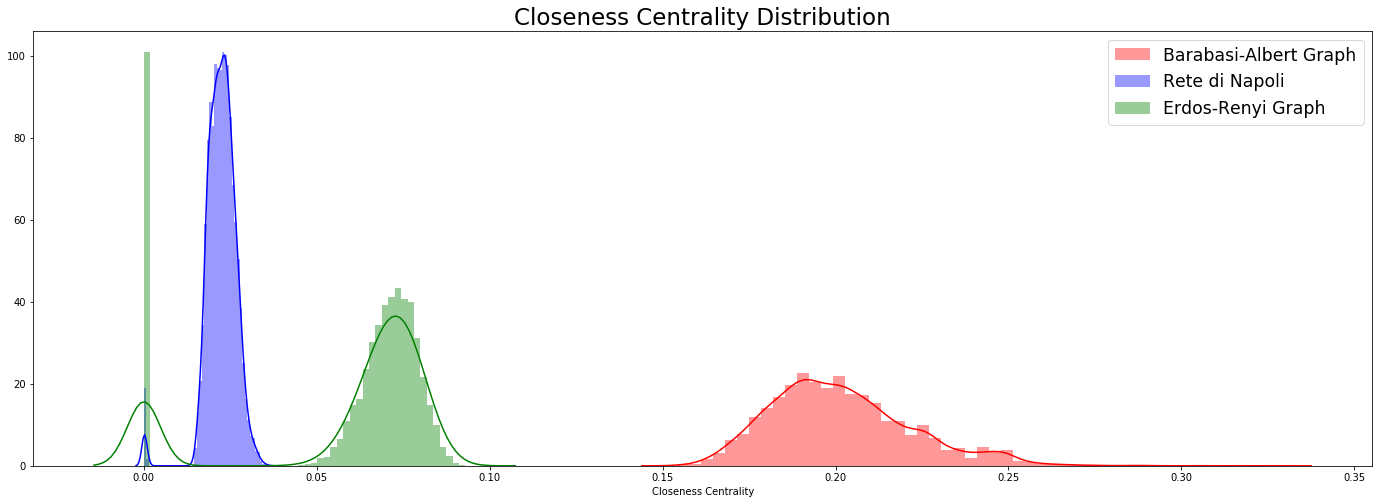 Closeness Centrality Distribution
Barabasi-Albert Graph
Rete di Napoli
Erdos-Renyi Graph
100
80
60
40
20
0
0.00 0.05 0.10 0.15 0.20 0.25 0.30 0.35
Closeness Centrality